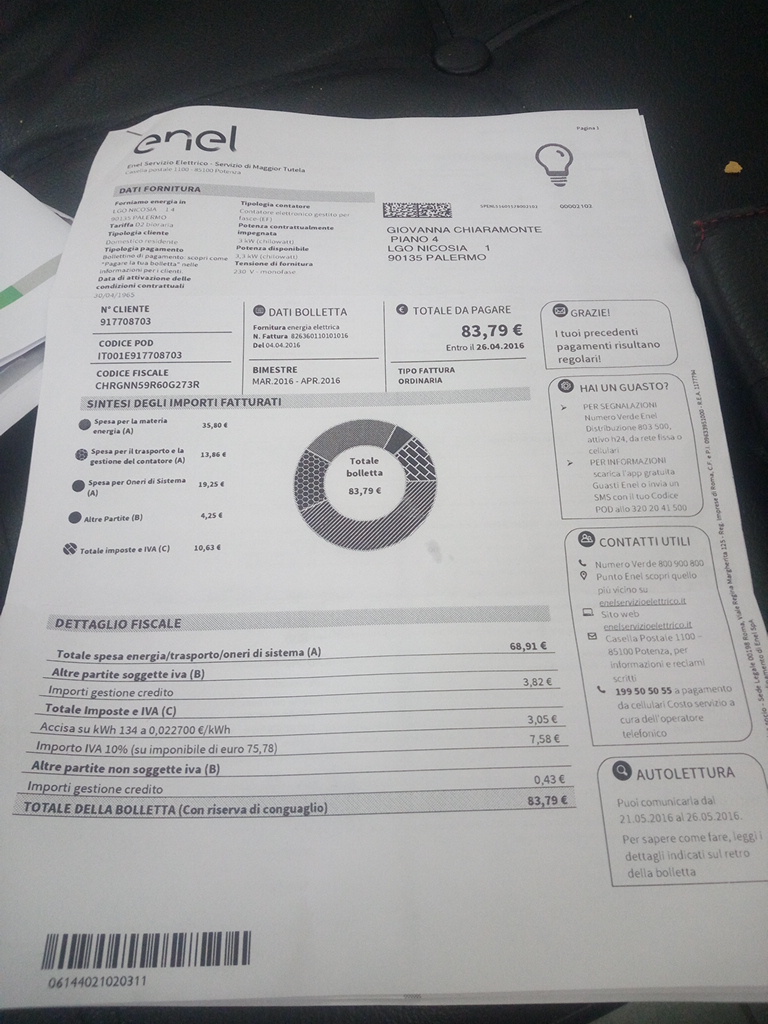 enel
Pagina 1
Enel Servizio Elettrico - Servizio di Maggior Tutela
Casella postale 1100 - 85100 Potenza
DATI FORNITURA
Forniamo energia in
LGO NICOSIA 1 4
90135 PALERMO
Tariffa D2 bioraria
Tipologia cliente
Domestico residente
Tipologia pagamento
Bollettino di pagamento: scopri come
"Pagare la tua bolletta" nelle
informazioni per i clienti.
Data di attivazione delle
condizioni contrattuali
30/04/1965
Tipologia contatore
Contatore elettronico gestito per
fasce (EF)
Potenza contrattualmente
impegnata
3 kW (chilowatt)
Potenza disponibile
3,3 kW (chilowatt)
Tensione di fornitura
230 V - monofase
00002103
GIOVANNA CHIARAMONTE
PIANO 4
LGO NICOSIA 1
90135 PALERMO
N° CLIENTE
917708703
CODICE POD
IT001E917708703
CODICE FISCALE
CHRGNN59R60G273R
DATI BOLLETTA
Fornitura energia elettrica
N. Fattura 826360110101016
Del 04.04.2016
BIMESTRE
MAR.2016 - APR.2016
TOTALE DA PAGARE
83,79 €
Entro il 26.04.2016
TIPO FATTURA
ORDINARIA
GRAZIE!
I tuoi precedenti
pagamenti risultano
regolari!
SINTESI DEGLI IMPORTI FATTURATI
Spesa per la materia
energia (A) 35,80 €
Spesa per il trasporto e la
gestione del contatore (A) 13,86 €
Spesa per Oneri di Sistema
(A) 19,25 €
Altre Partite (B) 4,25 €
Totale imposte e IVA (C) 10,63 €
Totale
bolletta
83,79 €
HAI UN GUASTO?
PER SEGNALAZIONI
Numero Verde Enel
Distribuzione 803 500,
attivo h24, da rete fissa o
cellulari
PER INFORMAZIONI
scarica l'app gratuita
Guasti Enel o invia un
SMS con il tuo Codice
POD allo 320 20 41 500
CONTATTI UTILI
Numero Verde 800 900 800
Punto Enel scopri quello
più vicino su
enelservizioelettrico.it
Sito web
enelservizioelettrico.it
Casella Postale 1100 -
85100 Potenza, per
informazioni e reclami
scritti
199 50 50 55 a pagamento
da cellulari Costo servizio a
cura dell'operatore
telefonico
DETTAGLIO FISCALE
Totale spesa energia/trasporto/oneri di sistema (A) 68,91 €
Altre partite soggette iva (B)
Importi gestione credito 3,82 €
Totale Imposte e IVA (C)
Accisa su kWh 134 a 0,022700 €/kWh 3,05 €
Importo IVA 10% (su imponibile di euro 75,78) 7,58 €
Altre partite non soggette iva (B)
Importi gestione credito 0,43 €
TOTALE DELLA BOLLETTA (Con riserva di conguaglio) 83,79 €
AUTOLETTURA
Puoi comunicarla dal
21.05.2016 al 26.05.2016.
Per sapere come fare, leggi i
dettagli indicati sul retro
della bolletta
06144021020311
Sede Legale 00198 Roma, Viale Regina Margherita 125 - Reg. Imprese di Roma, C.F. e P.I.